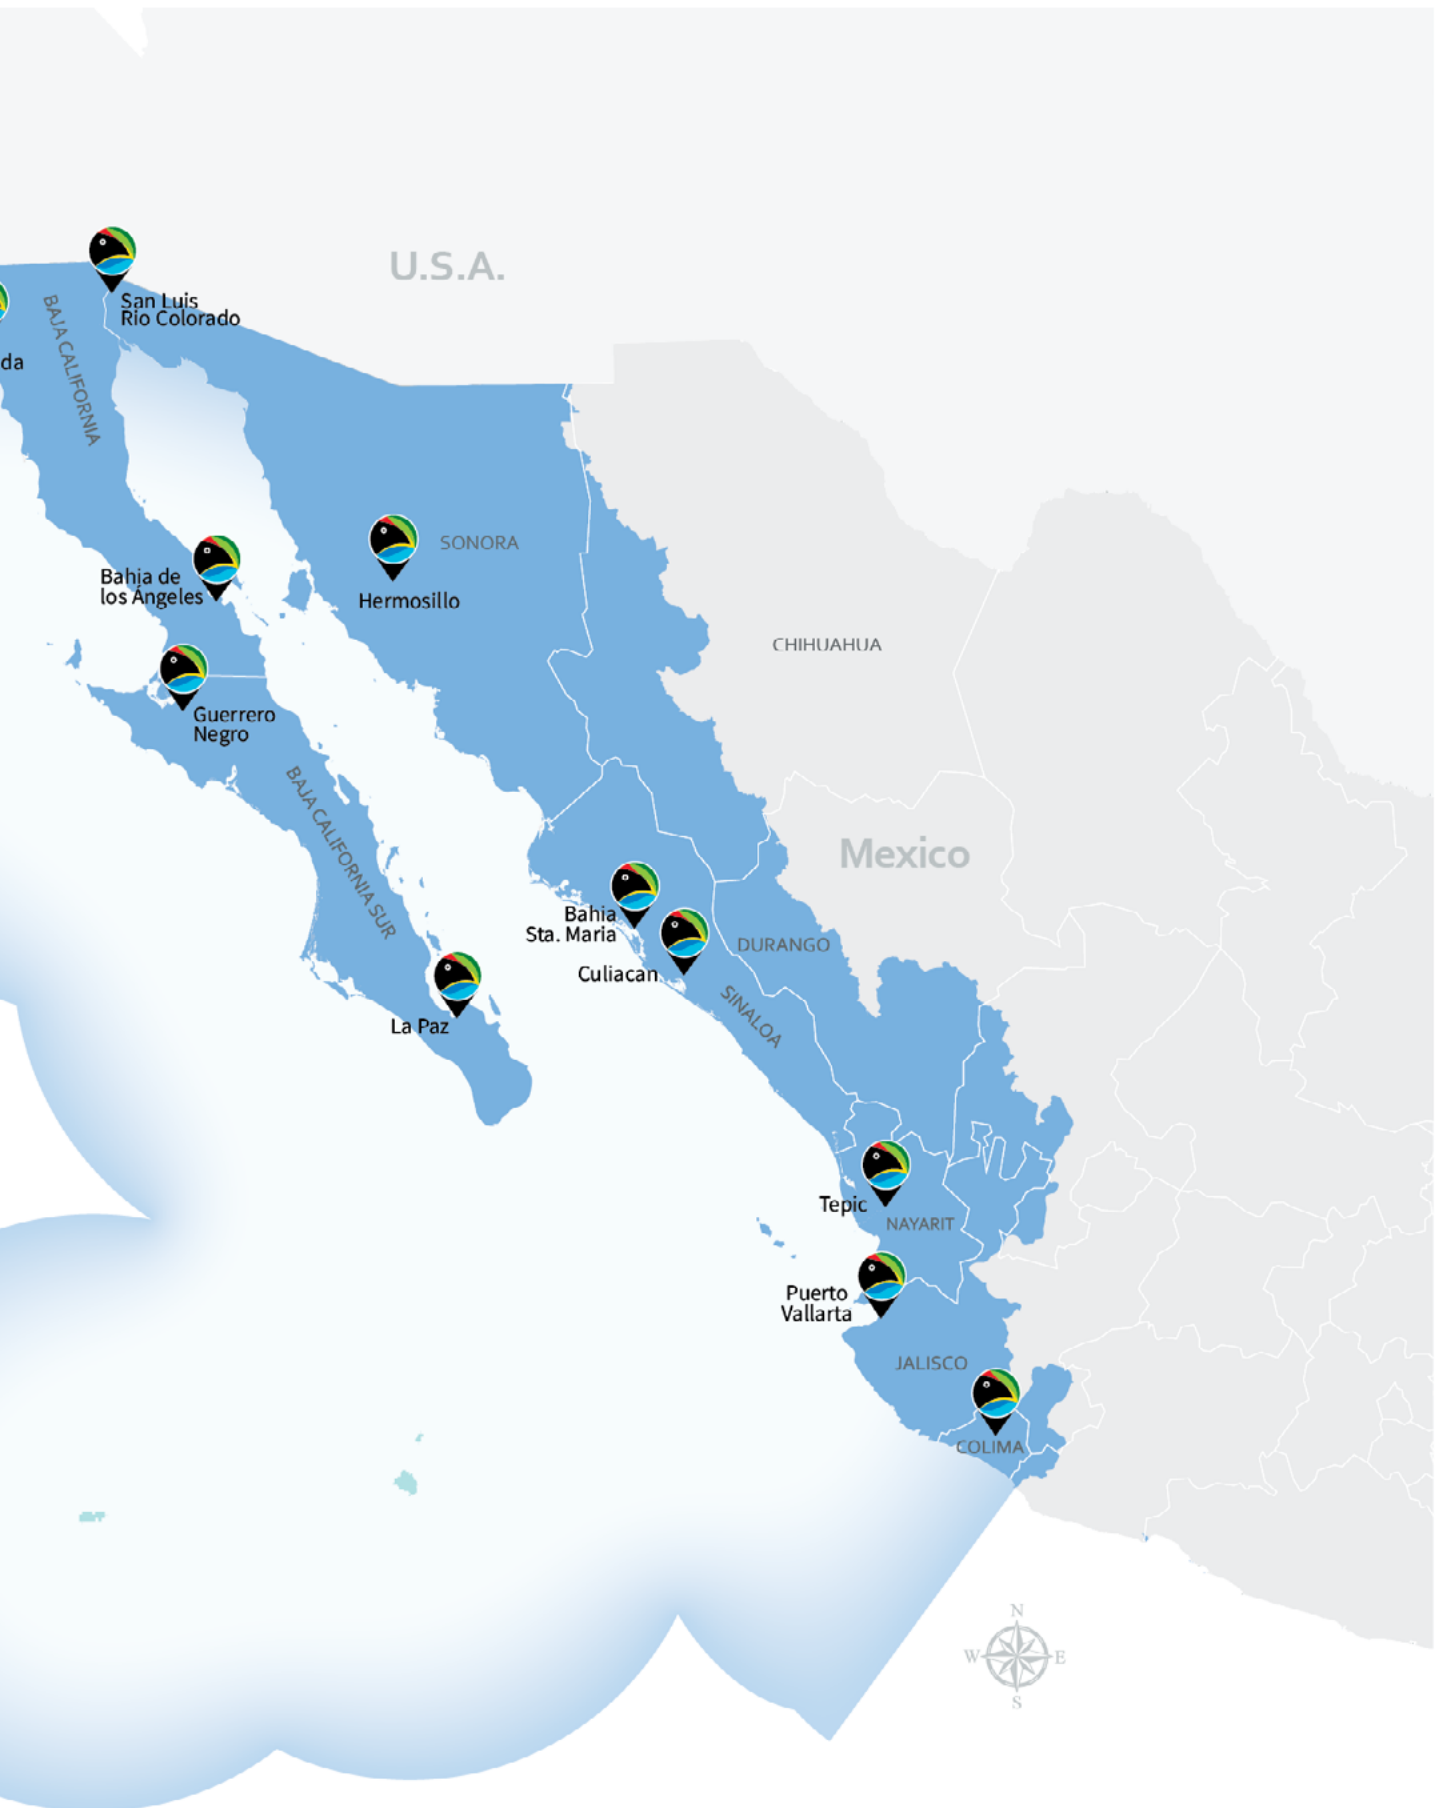 U.S.A.
San Luis
Rio Colorado
da
BAJA CALIFORNIA
SONORA
Hermosillo
Bahia de
los Ángeles
CHIHUAHUA
Guerrero
Negro
BAJA CALIFORNIA SUR
Mexico
Bahia
Sta. Maria
DURANGO
Culiacan
SINALOA
La Paz
Tepic
NAYARIT
Puerto
Vallarta
JALISCO
COLIMA
N
W
E
S